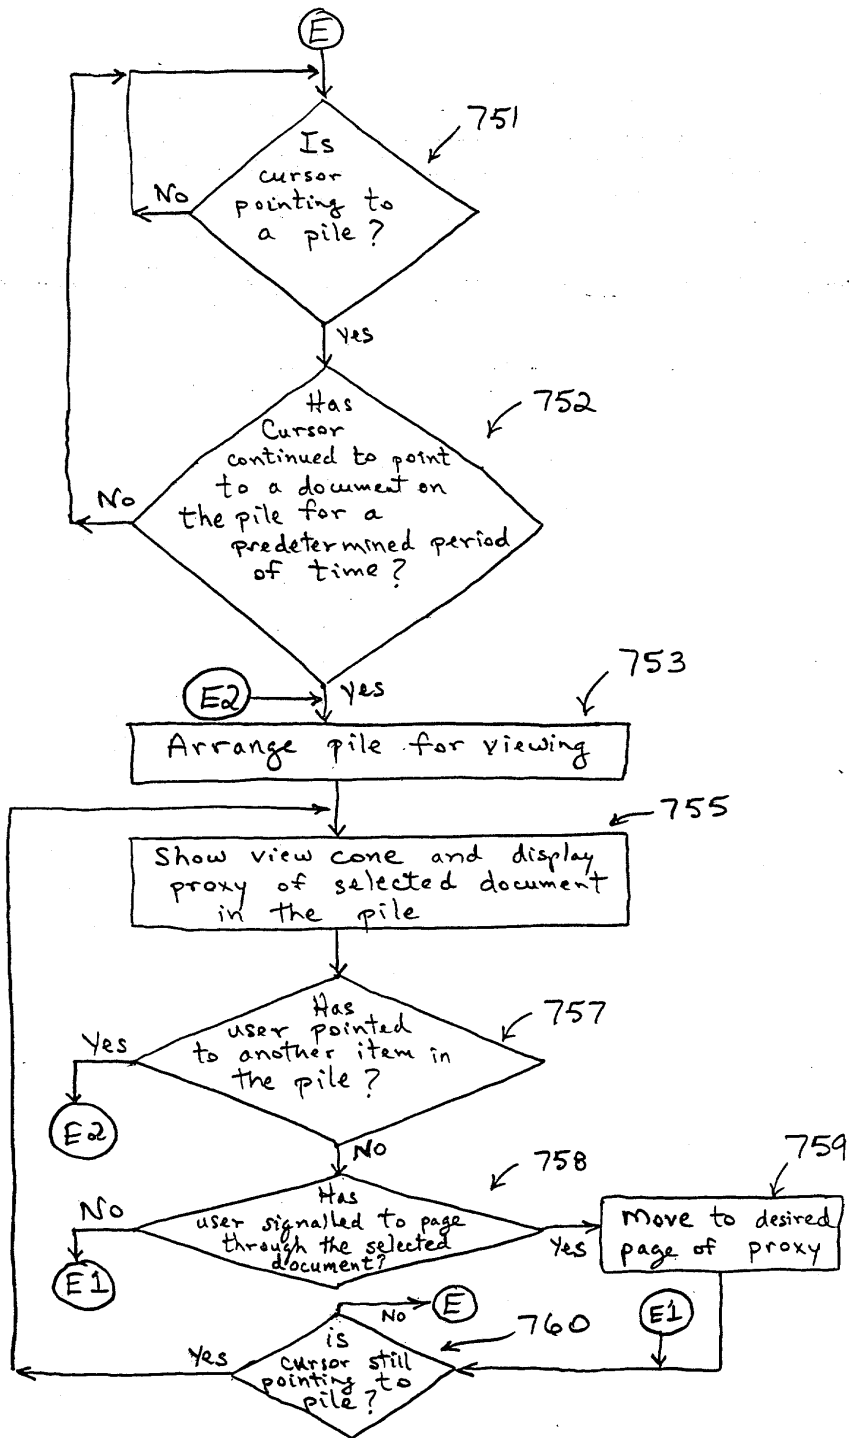 E
751
Is
cursor
pointing to
a pile?
No
yes
752
Has
Cursor
continued to point
to a document on
the pile for a
predetermined period
of time?
No
E2
yes
753
Arrange pile for viewing
755
Show view cone and display
proxy of selected document
in the pile
757
Has
user pointed
to another item in
the pile?
Yes
E2
No
758
759
Has
user signalled to page
through the selected
document?
No
E1
Yes
Move to desired
page of proxy
E
No
E1
760
is
cursor still
pointing to
pile?
Yes